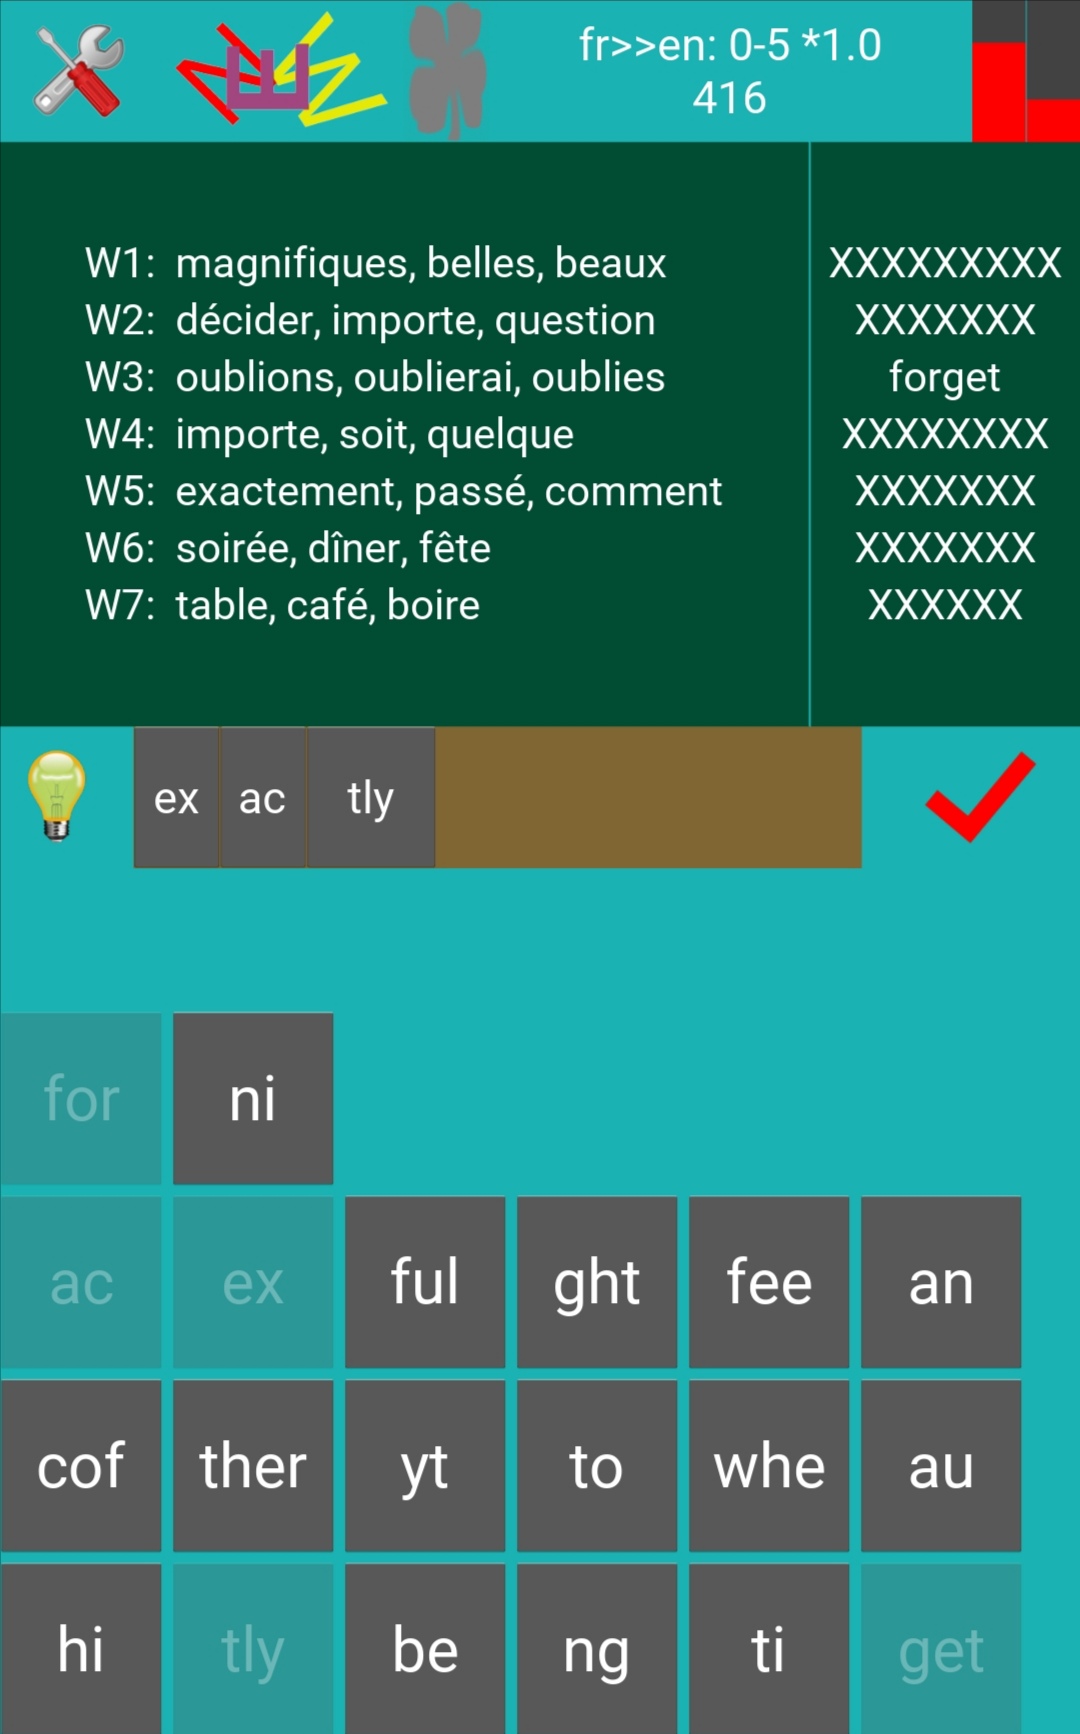 fr>>en: 0-5 *1.0
416
W1: magnifiques, belles, beaux XXXXXXXXX
W2: décider, importe, question XXXXXXX
W3: oublions, oublierai, oublies forget
W4: importe, soit, quelque XXXXXXXX
W5: exactement, passé, comment XXXXXXX
W6: soirée, dîner, fête XXXXXXX
W7: table, café, boire XXXXXX
ex ac tly
for ni
ac ex ful ght fee an
cof ther yt to whe au
hi tly be ng ti get